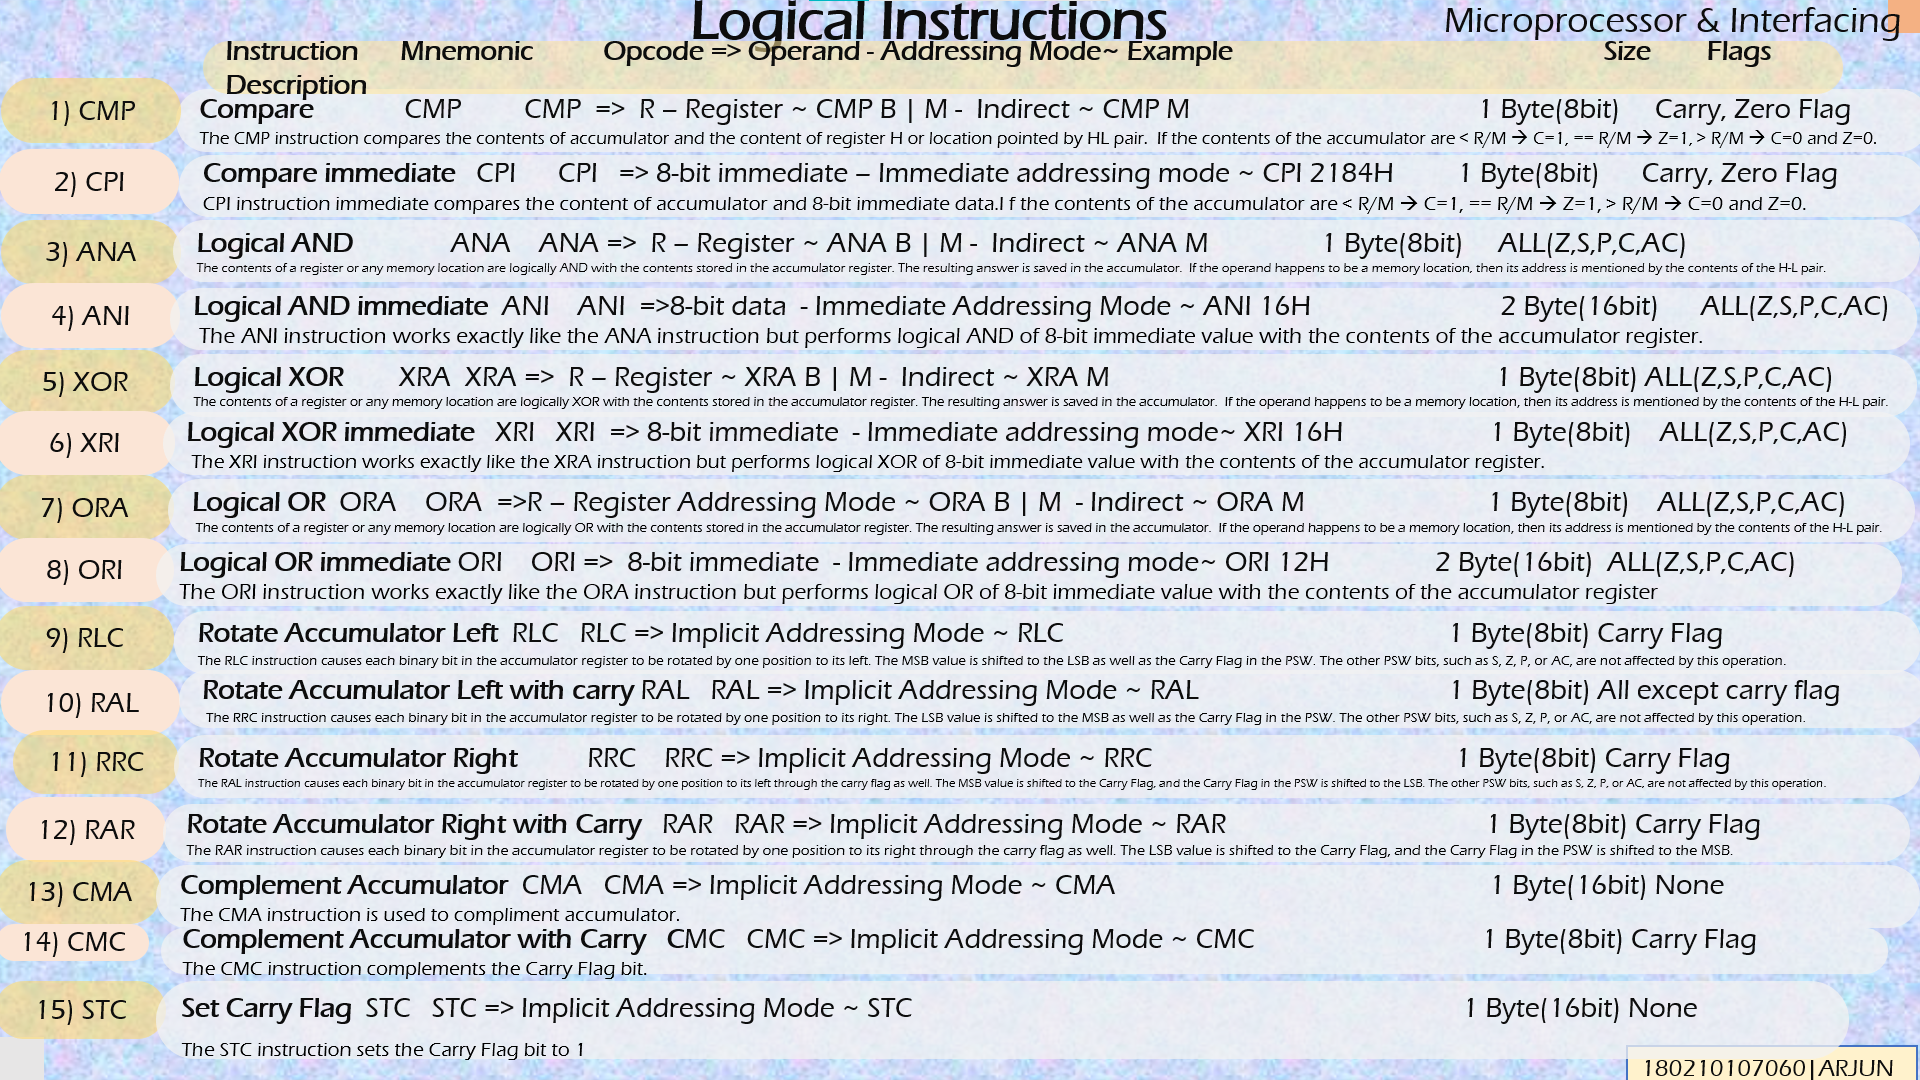 Logical Instructions
Microprocessor & Interfacing
Instruction Mnemonic Opcode => Operand - Addressing Mode~ Example Size Flags
Description
1) CMP
Compare CMP CMP => R – Register ~ CMP B | M - Indirect ~ CMP M 1 Byte(8bit) Carry, Zero Flag
The CMP instruction compares the contents of accumulator and the content of register H or location pointed by HL pair. If the contents of the accumulator are < R/M → C=1, == R/M → Z=1, > R/M → C=0 and Z=0.
2) CPI
Compare immediate CPI CPI => 8-bit immediate – Immediate addressing mode ~ CPI 2184H 1 Byte(8bit) Carry, Zero Flag
CPI instruction immediate compares the content of accumulator and 8-bit immediate data.I f the contents of the accumulator are < R/M → C=1, == R/M → Z=1, > R/M → C=0 and Z=0.
3) ANA
Logical AND ANA ANA => R – Register ~ ANA B | M - Indirect ~ ANA M 1 Byte(8bit) ALL(Z,S,P,C,AC)
The contents of a register or any memory location are logically AND with the contents stored in the accumulator register. The resulting answer is saved in the accumulator. If the operand happens to be a memory location, then its address is mentioned by the contents of the H-L pair.
4) ANI
Logical AND immediate ANI ANI =>8-bit data - Immediate Addressing Mode ~ ANI 16H 2 Byte(16bit) ALL(Z,S,P,C,AC)
The ANI instruction works exactly like the ANA instruction but performs logical AND of 8-bit immediate value with the contents of the accumulator register.
5) XOR
Logical XOR XRA XRA => R – Register ~ XRA B | M - Indirect ~ XRA M 1 Byte(8bit) ALL(Z,S,P,C,AC)
The contents of a register or any memory location are logically XOR with the contents stored in the accumulator register. The resulting answer is saved in the accumulator. If the operand happens to be a memory location, then its address is mentioned by the contents of the H-L pair.
6) XRI
Logical XOR immediate XRI XRI => 8-bit immediate - Immediate addressing mode~ XRI 16H 1 Byte(8bit) ALL(Z,S,P,C,AC)
The XRI instruction works exactly like the XRA instruction but performs logical XOR of 8-bit immediate value with the contents of the accumulator register.
7) ORA
Logical OR ORA ORA =>R – Register Addressing Mode ~ ORA B | M - Indirect ~ ORA M 1 Byte(8bit) ALL(Z,S,P,C,AC)
The contents of a register or any memory location are logically OR with the contents stored in the accumulator register. The resulting answer is saved in the accumulator. If the operand happens to be a memory location, then its address is mentioned by the contents of the H-L pair.
8) ORI
Logical OR immediate ORI ORI => 8-bit immediate - Immediate addressing mode~ ORI 12H 2 Byte(16bit) ALL(Z,S,P,C,AC)
The ORI instruction works exactly like the ORA instruction but performs logical OR of 8-bit immediate value with the contents of the accumulator register
9) RLC
Rotate Accumulator Left RLC RLC => Implicit Addressing Mode ~ RLC 1 Byte(8bit) Carry Flag
The RLC instruction causes each binary bit in the accumulator register to be rotated by one position to its left. The MSB value is shifted to the LSB as well as the Carry Flag in the PSW. The other PSW bits, such as S, Z, P, or AC, are not affected by this operation.
10) RAL
Rotate Accumulator Left with carry RAL RAL => Implicit Addressing Mode ~ RAL 1 Byte(8bit) All except carry flag
The RRC instruction causes each binary bit in the accumulator register to be rotated by one position to its right. The LSB value is shifted to the MSB as well as the Carry Flag in the PSW. The other PSW bits, such as S, Z, P, or AC, are not affected by this operation.
11) RRC
Rotate Accumulator Right RRC RRC => Implicit Addressing Mode ~ RRC 1 Byte(8bit) Carry Flag
The RAL instruction causes each binary bit in the accumulator register to be rotated by one position to its left through the carry flag as well. The MSB value is shifted to the Carry Flag, and the Carry Flag in the PSW is shifted to the LSB. The other PSW bits, such as S, Z, P, or AC, are not affected by this operation.
12) RAR
Rotate Accumulator Right with Carry RAR RAR => Implicit Addressing Mode ~ RAR 1 Byte(8bit) Carry Flag
The RAR instruction causes each binary bit in the accumulator register to be rotated by one position to its right through the carry flag as well. The LSB value is shifted to the Carry Flag, and the Carry Flag in the PSW is shifted to the MSB.
13) CMA
Complement Accumulator CMA CMA => Implicit Addressing Mode ~ CMA 1 Byte(16bit) None
The CMA instruction is used to compliment accumulator.
14) CMC
Complement Accumulator with Carry CMC CMC => Implicit Addressing Mode ~ CMC 1 Byte(8bit) Carry Flag
The CMC instruction complements the Carry Flag bit.
15) STC
Set Carry Flag STC STC => Implicit Addressing Mode ~ STC 1 Byte(16bit) None
The STC instruction sets the Carry Flag bit to 1
180210107060|ARJUN